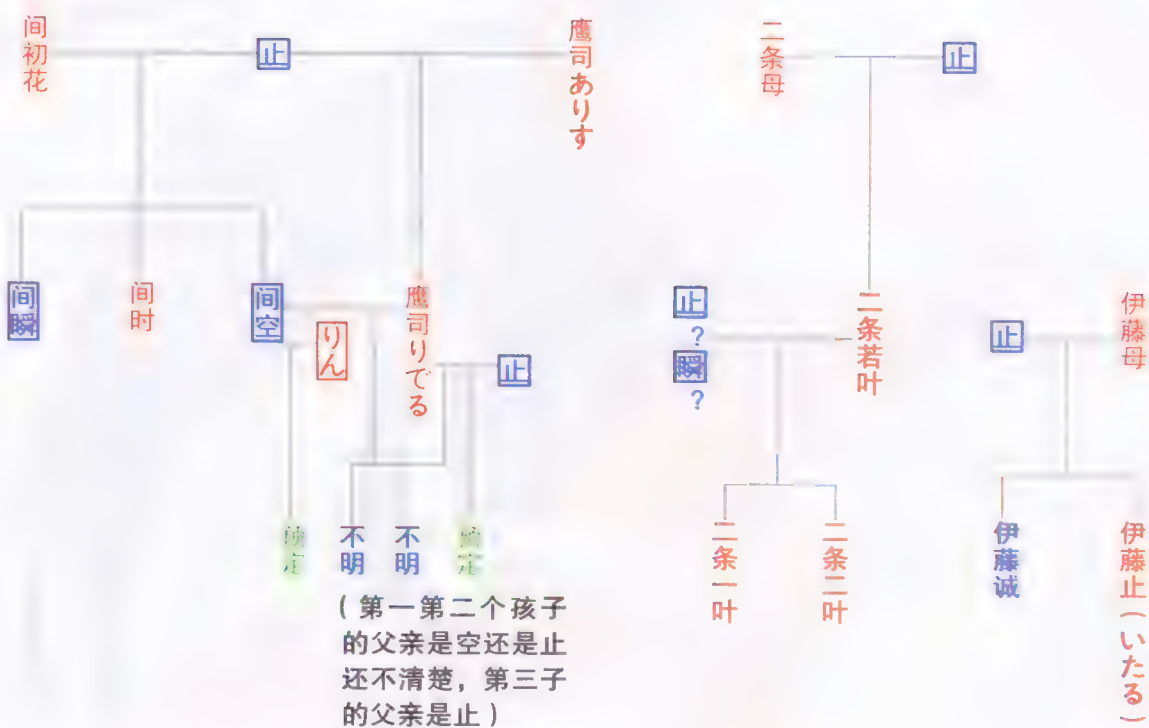 间初花
止
鹰司ありす
二条母
止
间瞬
间时
间空
りん
鹰司りでる
止
止？
瞬？
二条若叶
止
伊藤母
不明
不明
(第一第二个孩子
的父亲是空还是止
还不清楚，第三子
的父亲是止)
二条一叶
二条二叶
伊藤诚
伊藤止(いたる)